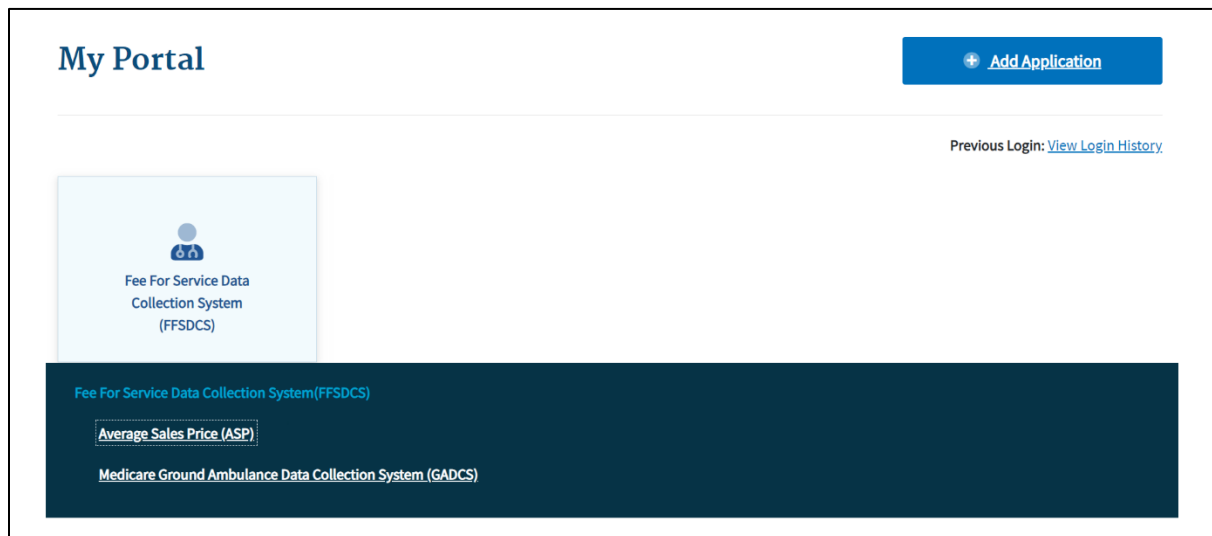 My Portal
Add Application
Previous Login: View Login History
Fee For Service Data
Collection System
(FFSDCS)
Fee For Service Data Collection System(FFSDCS)
Average Sales Price (ASP)
Medicare Ground Ambulance Data Collection System (GADCS)